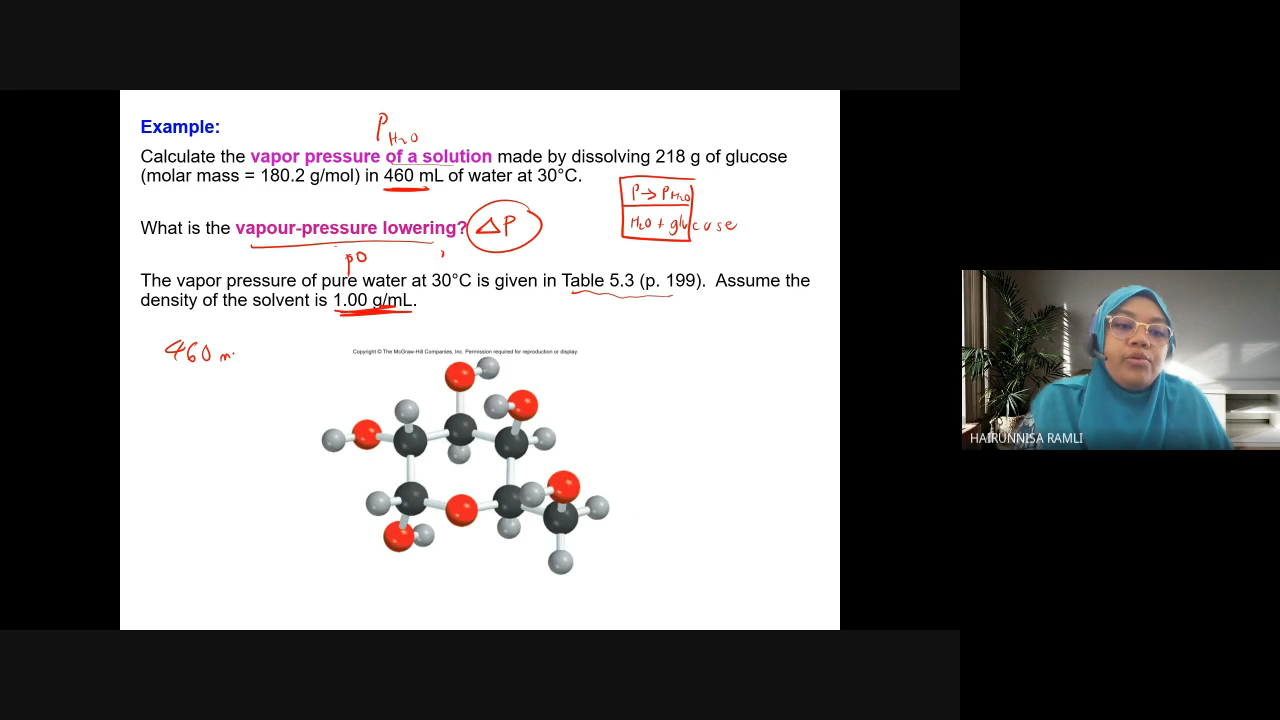 Example:
P H₂O
Calculate the vapor pressure of a solution made by dissolving 218 g of glucose
(molar mass = 180.2 g/mol) in 460 mL of water at 30°C.
P → P H₂O
H₂O + glucose
What is the vapour-pressure lowering? ΔP
P⁰
The vapor pressure of pure water at 30°C is given in Table 5.3 (p. 199). Assume the
density of the solvent is 1.00 g/mL.
460 m
Copyright © The McGraw-Hill Companies, Inc. Permission required for reproduction or display.
HAIRUNNISA RAMLI